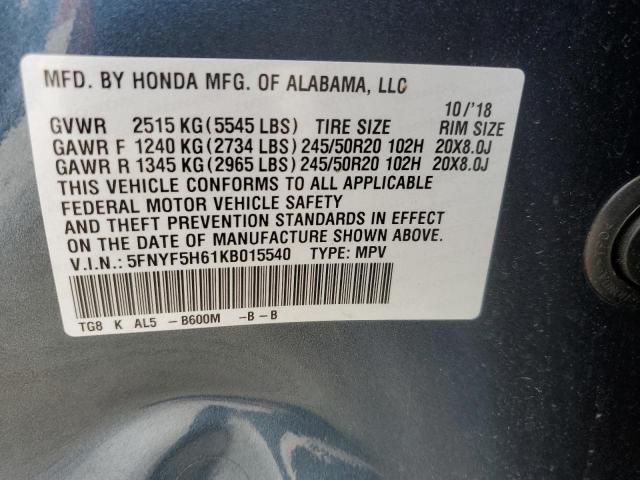 MFD. BY HONDA MFG. OF ALABAMA, LLC
10/'18
GVWR 2515 KG(5545 LBS) TIRE SIZE RIM SIZE
GAWR F 1240 KG(2734 LBS)245/50R20 102H 20X8.0J
GAWR R 1345 KG(2965 LBS)245/50R20 102H 20X8.0J
THIS VEHICLE CONFORMS TO ALL APPLICABLE
FEDERAL MOTOR VEHICLE SAFETY
AND THEFT PREVENTION STANDARDS IN EFFECT
ON THE DATE OF MANUFACTURE SHOWN ABOVE.
V.I.N.: 5FNYF5H61KB015540 TYPE: MPV
TG8 K AL5 -B600M -B-B